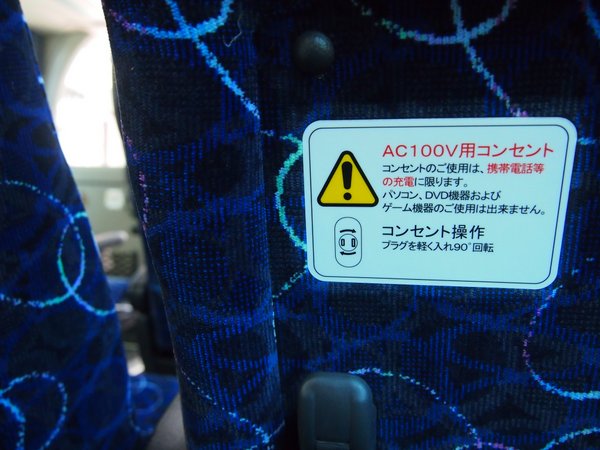 AC100V用コンセント
コンセントのご使用は、携帯電話等
の充電に限ります。
パソコン、DVD機器および
ゲーム機器のご使用は出来ません。
コンセント操作
プラグを軽く入れ90°回転